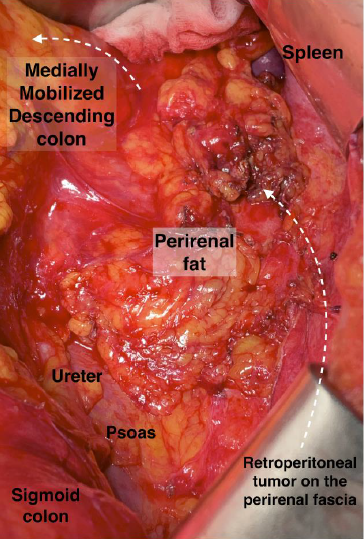 Spleen
Medially
Mobilized
Descending
colon
Perirenal
fat
Ureter
Psoas
Retroperitoneal
tumor on the
perirenal fascia
Sigmoid
colon